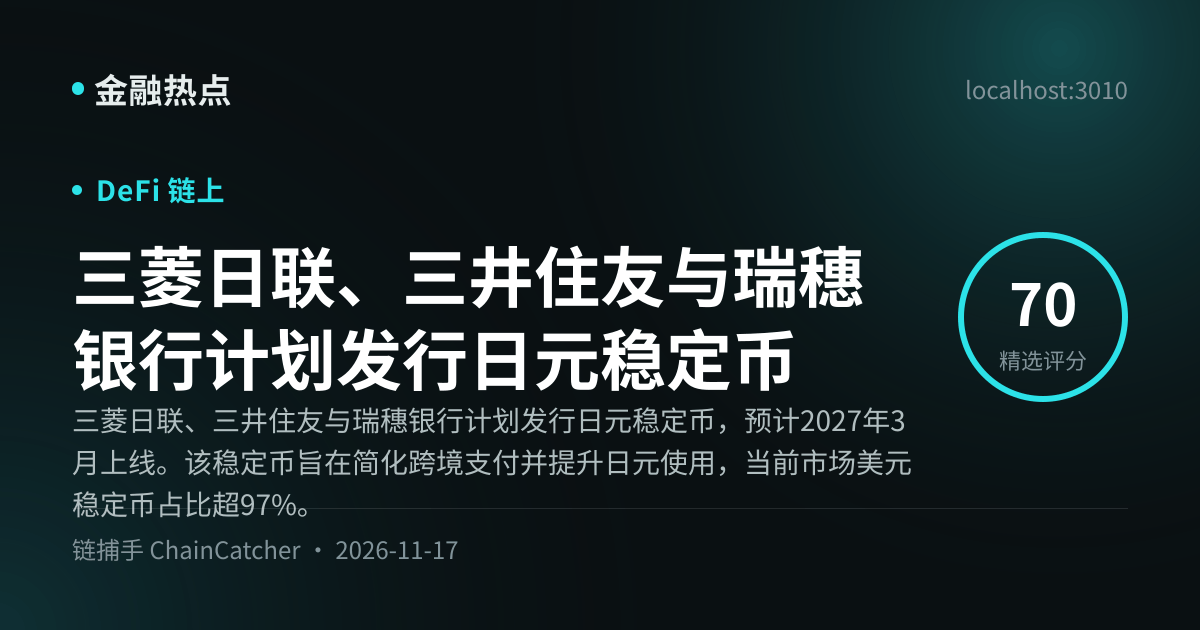 金融热点
localhost:3010
DeFi 链上
三菱日联、三井住友与瑞穗
银行计划发行日元稳定币
70
精选评分
三菱日联、三井住友与瑞穗银行计划发行日元稳定币，预计2027年3
月上线。该稳定币旨在简化跨境支付并提升日元使用，当前市场美元
稳定币占比超97%。
链捕手 ChainCatcher · 2026-11-17